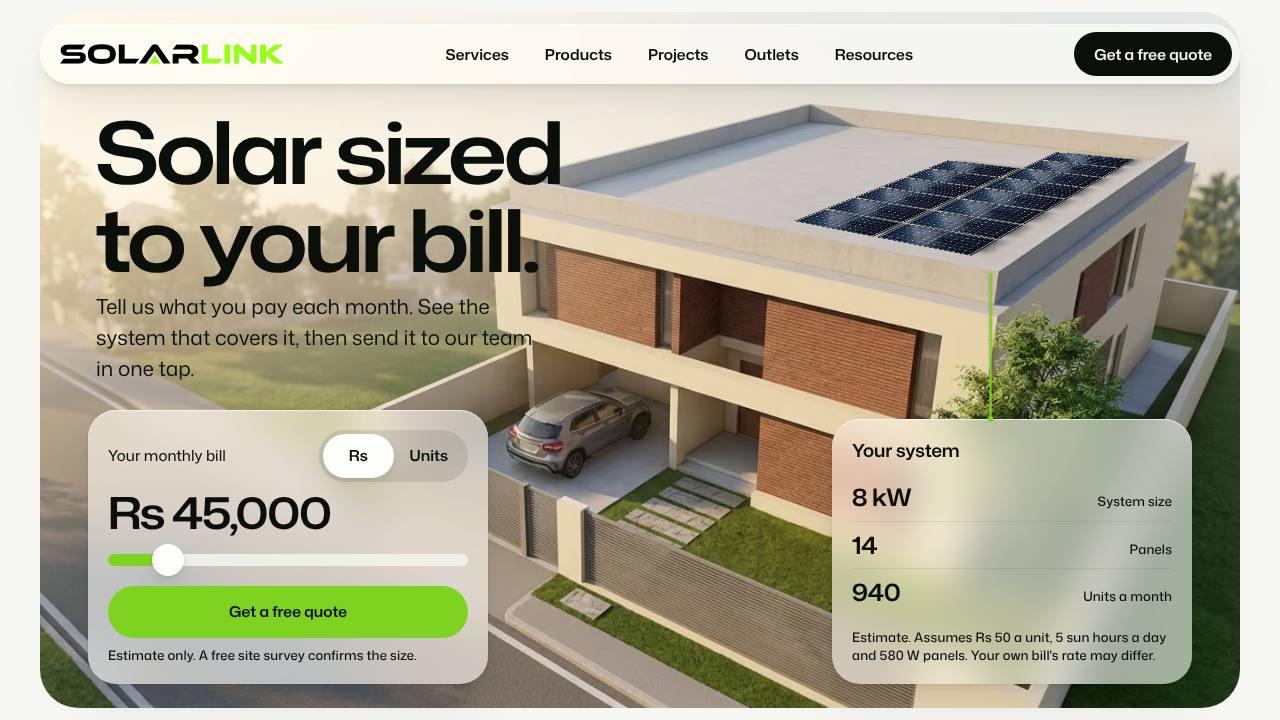 SOLARLINK
Services
Products
Projects
Outlets
Resources
Get a free quote
Solar sized
to your bill.
Tell us what you pay each month. See the
system that covers it, then send it to our team
in one tap.
Your monthly bill
Rs
Units
Rs 45,000
Get a free quote
Estimate only. A free site survey confirms the size.
Your system
8 kW
System size
14
Panels
940
Units a month
Estimate. Assumes Rs 50 a unit, 5 sun hours a day
and 580 W panels. Your own bill's rate may differ.